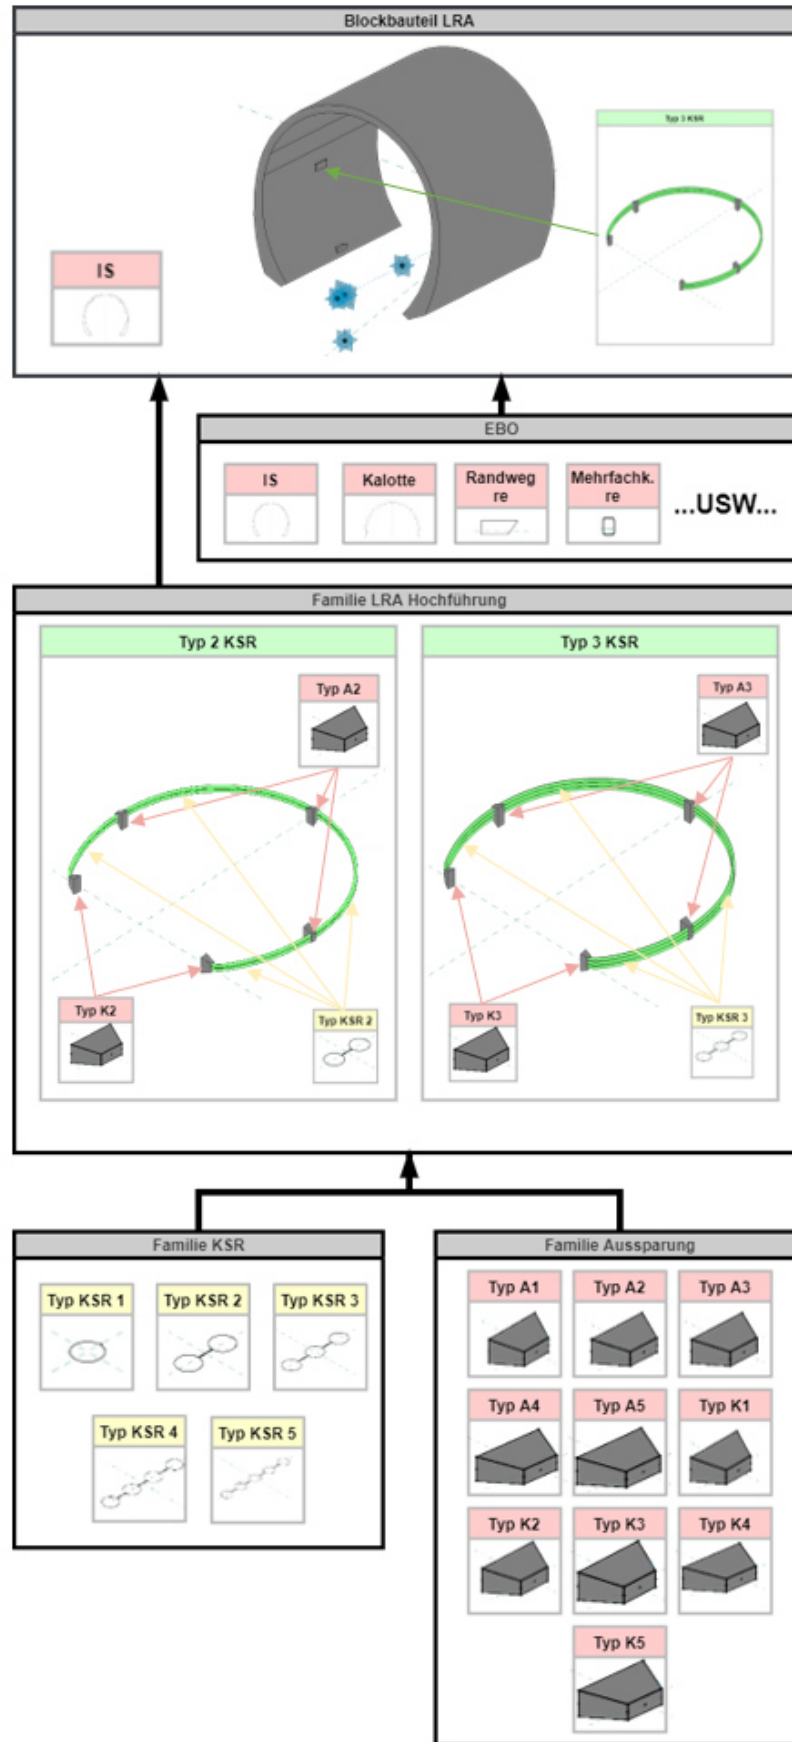 Blockbauteil LRA
Typ 3 KSR
IS
EBO
IS
Kalotte
Randweg
re
Mehrfachk.
re
...USW...
Familie LRA Hochführung
Typ 2 KSR
Typ 3 KSR
Typ A2
Typ A3
Typ K2
Typ KSR 2
Typ K3
Typ KSR 3
Familie KSR
Familie Aussparung
Typ KSR 1
Typ KSR 2
Typ KSR 3
Typ KSR 4
Typ KSR 5
Typ A1
Typ A2
Typ A3
Typ A4
Typ A5
Typ K1
Typ K2
Typ K3
Typ K4
Typ K5